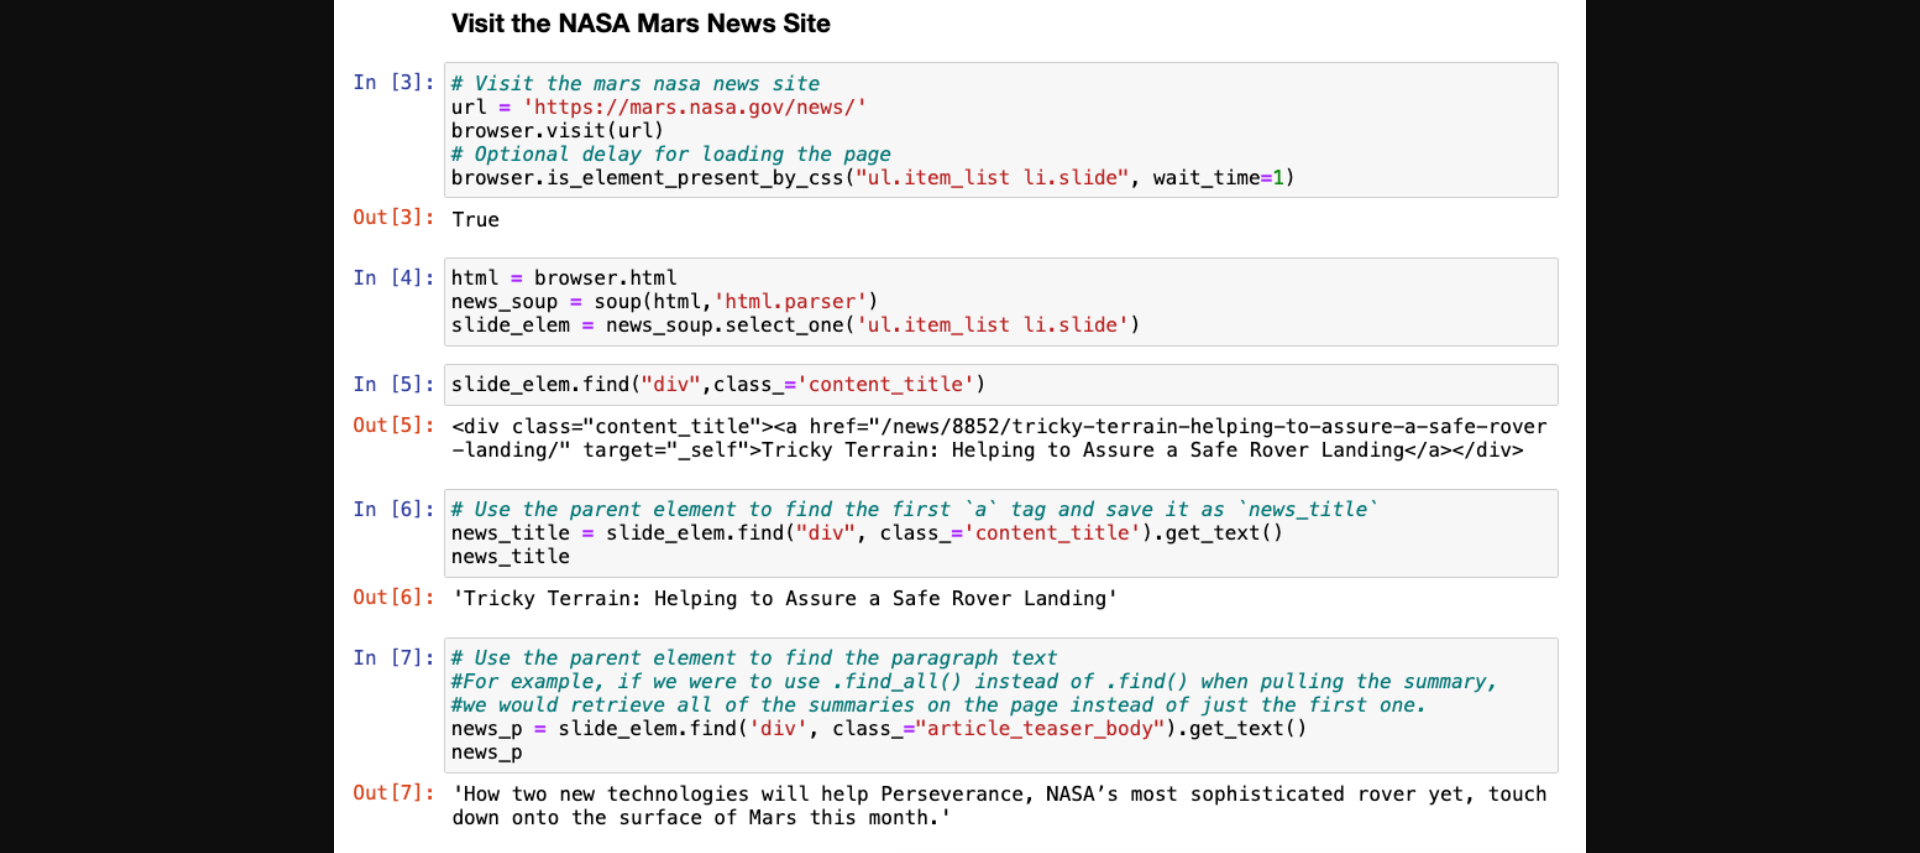 Visit the NASA Mars News Site
In [3]: # Visit the mars nasa news site
url = 'https://mars.nasa.gov/news/'
browser.visit(url)
# Optional delay for loading the page
browser.is_element_present_by_css("ul.item_list li.slide", wait_time=1)
Out[3]: True
In [4]: html = browser.html
news_soup = soup(html,'html.parser')
slide_elem = news_soup.select_one('ul.item_list li.slide')
In [5]: slide_elem.find("div",class_='content_title')
Out[5]: <div class="content_title"><a href="/news/8852/tricky-terrain-helping-to-assure-a-safe-rover
-landing/" target="_self">Tricky Terrain: Helping to Assure a Safe Rover Landing</a></div>
In [6]: # Use the parent element to find the first `a` tag and save it as `news_title`
news_title = slide_elem.find("div", class_='content_title').get_text()
news_title
Out[6]: 'Tricky Terrain: Helping to Assure a Safe Rover Landing'
In [7]: # Use the parent element to find the paragraph text
#For example, if we were to use .find_all() instead of .find() when pulling the summary,
#we would retrieve all of the summaries on the page instead of just the first one.
news_p = slide_elem.find('div', class_="article_teaser_body").get_text()
news_p
Out[7]: 'How two new technologies will help Perseverance, NASA’s most sophisticated rover yet, touch
down onto the surface of Mars this month.'